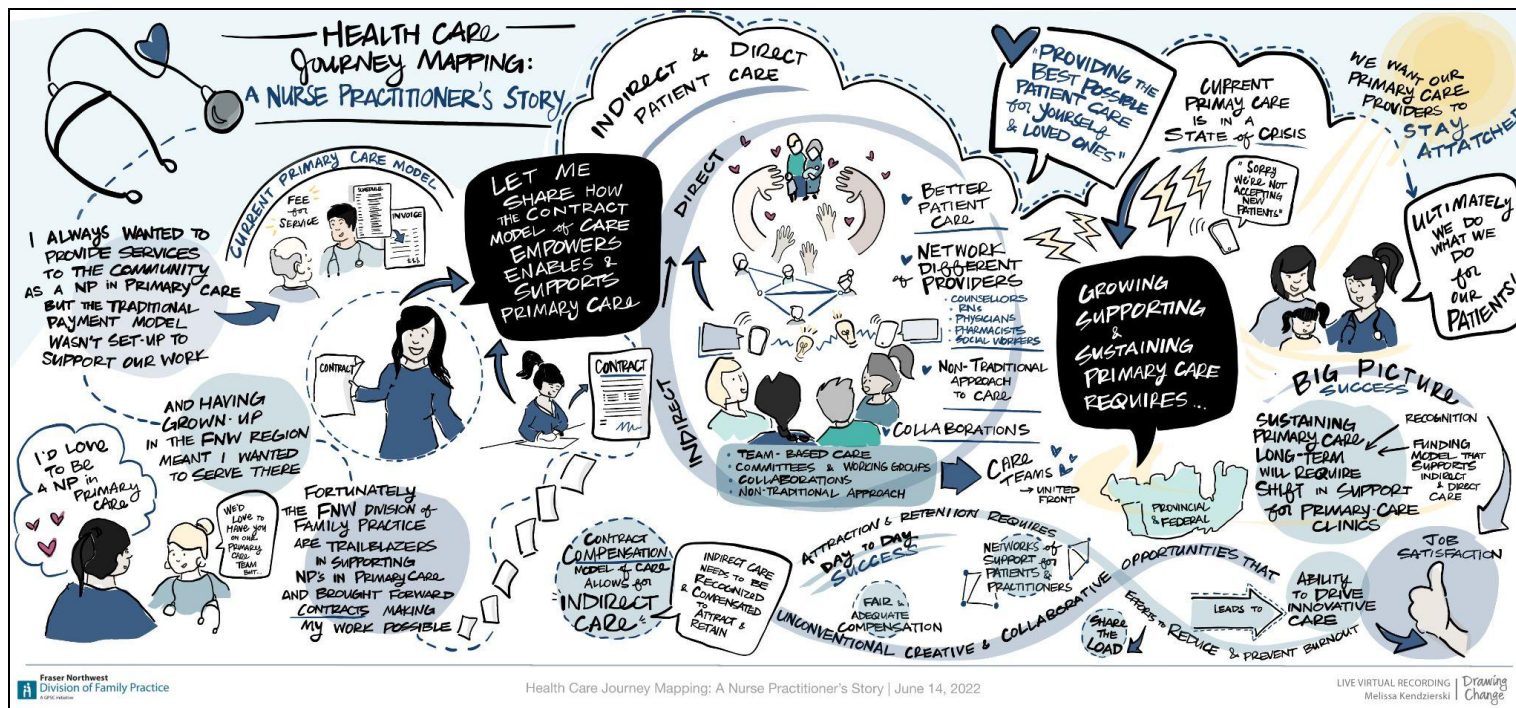 HEALTH CARE
JOURNEY MAPPING:
A NURSE PRACTITIONER'S STORY
I ALWAYS WANTED TO
PROVIDE SERVICES
TO THE COMMUNITY
AS A NP IN PRIMARY CARE
BUT THE TRADITIONAL
PAYMENT MODEL
WASN'T SET-UP TO
SUPPORT OUR WORK
CURRENT PRIMARY CARE MODEL
FEE
for
SERVICE
SCHEDULE
INVOICE
AND HAVING
GROWN-UP
IN THE FNW REGION
MEANT I WANTED
TO SERVE THERE
I'D LOVE
TO BE
A NP in
PRIMARY
CARE
WE'D
LOVE TO
HAVE YOU
ON OUR
PRIMARY
CARE
TEAM
BUT...
FORTUNATELY
THE FNW DIVISION of
FAMILY PRACTICE
ARE TRAILBLAZERS
IN SUPPORTING
NP's IN PRIMARY CARE
AND BROUGHT FORWARD
CONTRACTS MAKING
MY WORK POSSIBLE
CONTRACT
LET ME
SHARE HOW
THE CONTRACT
MODEL of CARE
EMPOWERS
ENABLES &
SUPPORTS
PRIMARY CARE
CONTRACT
INDIRECT & DIRECT
PATIENT CARE
DIRECT
INDIRECT
BETTER
PATIENT
CARE
NETWORK
of DIFFERENT
PROVIDERS
• COUNSELLORS
• RNs
• PHYSICIANS
• PHARMACISTS
• SOCIAL WORKERS
NON-TRADITIONAL
APPROACH
TO CARE
COLLABORATIONS
• TEAM-BASED CARE
• COMMITTEES & WORKING GROUPS
• COLLABORATIONS
• NON-TRADITIONAL APPROACH
CARE
TEAMS
→ UNITED
FRONT
CONTRACT
COMPENSATION
MODEL of CARE
ALLOWS for
INDIRECT
CARE
INDIRECT CARE
NEEDS TO BE
RECOGNIZED
& COMPENSATED
to
ATTRACT &
RETAIN
ATTRACTION & RETENTION REQUIRES
DAY to DAY
SUCCESS
FAIR &
ADEQUATE
COMPENSATION
NETWORKS of
SUPPORT for
PATIENTS &
PRACTITIONERS
UNCONVENTIONAL CREATIVE & COLLABORATIVE OPPORTUNITIES THAT
"PROVIDING THE
BEST POSSIBLE
PATIENT CARE
for YOURSELF
& LOVED ONES"
CURRENT
PRIMAY CARE
IS IN A
STATE of CRISIS
"SORRY
WE'RE NOT
ACCEPTING
NEW
PATIENTS"
WE WANT OUR
PRIMARY CARE
PROVIDERS TO
STAY
ATTATCHED
ULTIMATELY
WE DO
WHAT WE
DO
for
OUR
PATIENTS!
GROWING
SUPPORTING
&
SUSTAINING
PRIMARY CARE
REQUIRES...
PROVINCIAL
& FEDERAL
BIG PICTURE
SUCCESS
SUSTAINING
PRIMARY CARE
LONG-TERM
WILL REQUIRE
SHIFT IN SUPPORT
for PRIMARY-CARE
CLINICS
RECOGNITION
FUNDING
MODEL THAT
SUPPORTS
INDIRECT
& DIRECT
CARE
JOB
SATISFACTION
EFFORTS to REDUCE & PREVENT BURNOUT
SHARE
THE
LOAD
LEADS TO
ABILITY
TO DRIVE
INNOVATIVE
CARE
Fraser Northwest
Division of Family Practice
A GPSC initiative
Health Care Journey Mapping: A Nurse Practitioner's Story | June 14, 2022
LIVE VIRTUAL RECORDING
Melissa Kendzierski
Drawing
Change